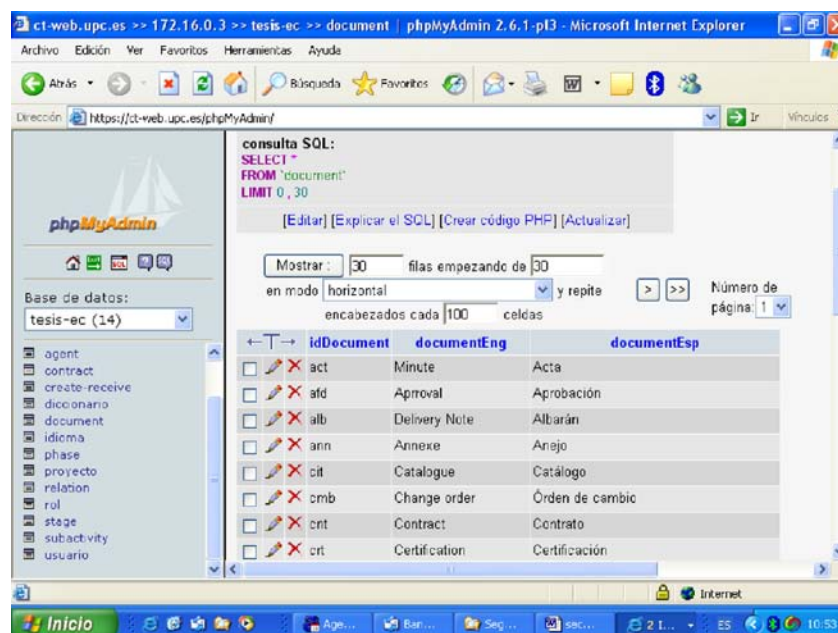 ct-web.upc.es >> 172.16.0.3 >> tesis-ec >> document | phpMyAdmin 2.6.1-pl3 - Microsoft Internet Explorer
Archivo Edición Ver Favoritos Herramientas Ayuda
Atrás Búsqueda Favoritos
Dirección https://ct-web.upc.es/phpMyAdmin/ Ir Vínculos
phpMyAdmin
Base de datos:
tesis-ec (14)
agent
contract
create-receive
diccionario
document
idioma
phase
proyecto
relation
rol
stage
subactivity
usuario
consulta SQL:
SELECT *
FROM `document`
LIMIT 0 , 30
[Editar] [Explicar el SQL] [Crear código PHP] [Actualizar]
Mostrar : 30 filas empezando de 30
en modo horizontal y repite > >> Número de página: 1
encabezados cada 100 celdas
←T→ idDocument documentEng documentEsp
act Minute Acta
afd Aprroval Aprobación
alb Delivery Note Albarán
ann Annexe Anejo
cit Catalogue Catálogo
cmb Change order Órden de cambio
cnt Contract Contrato
crt Certification Certificación
Internet
Inicio Age... Ban... Seg... sec... 2 I... ES 10:53